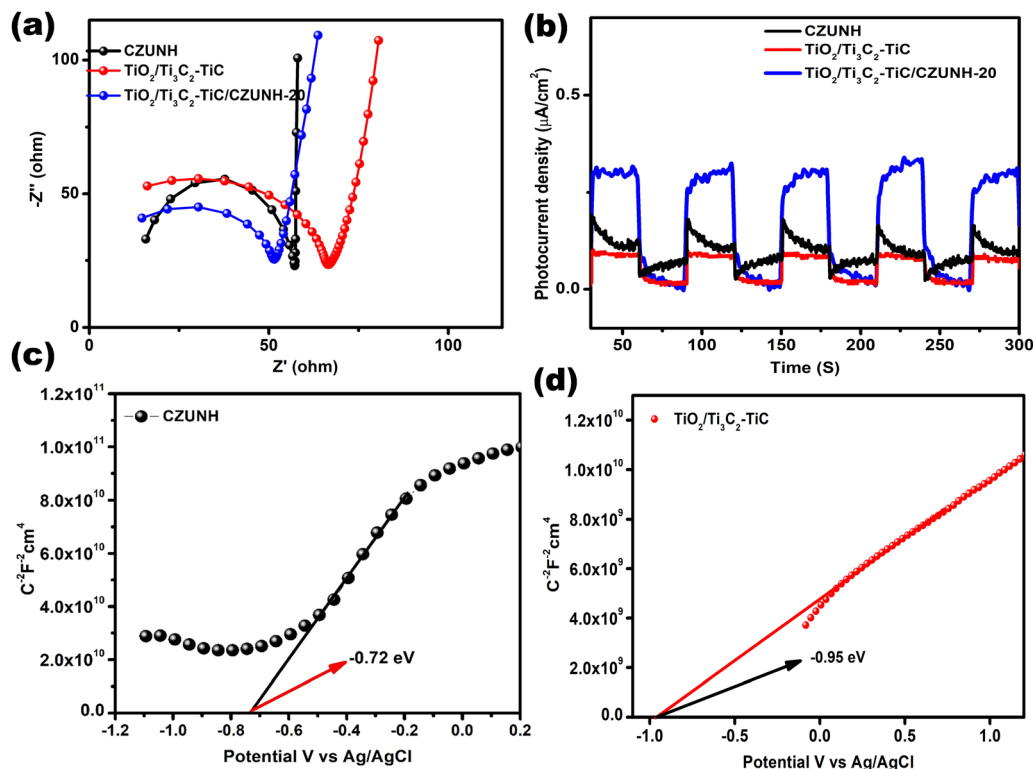 (a)
CZUNH
TiO₂/Ti₃C₂-TiC
TiO₂/Ti₃C₂-TiC/CZUNH-20
100
50
0
-Z'' (ohm)
0 50 100
Z' (ohm)
(b)
CZUNH
TiO₂/Ti₃C₂-TiC
TiO₂/Ti₃C₂-TiC/CZUNH-20
0.5
0.0
Photocurrent density (μA/cm²)
50 100 150 200 250 300
Time (S)
(c)
CZUNH
1.2x10¹¹
1.0x10¹¹
8.0x10¹⁰
6.0x10¹⁰
4.0x10¹⁰
2.0x10¹⁰
0.0
C⁻²F⁻²cm⁴
-0.72 eV
-1.2 -1.0 -0.8 -0.6 -0.4 -0.2 0.0 0.2
Potential V vs Ag/AgCl
(d)
TiO₂/Ti₃C₂-TiC
1.2x10¹⁰
1.0x10¹⁰
8.0x10⁹
6.0x10⁹
4.0x10⁹
2.0x10⁹
0.0
C⁻²F⁻²cm⁴
-0.95 eV
-1.0 -0.5 0.0 0.5 1.0
Potential V vs Ag/AgCl